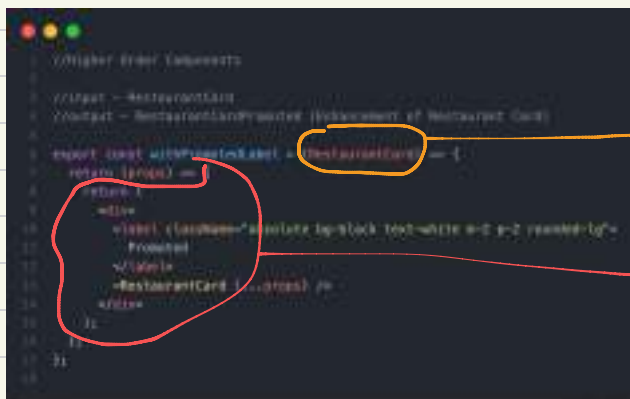 //Higher Order Components
//input - RestaurantCard
//output - RestaurantCardPromoted (Enhancement of Restaurant Card)
export const withPromotedLabel = (RestaurantCard) => {
return (props) => {
return (
<div>
<label className="absolute bg-black text-white m-2 p-2 rounded-lg">
Promoted
</label>
<RestaurantCard {...props} />
</div>
);
};
};